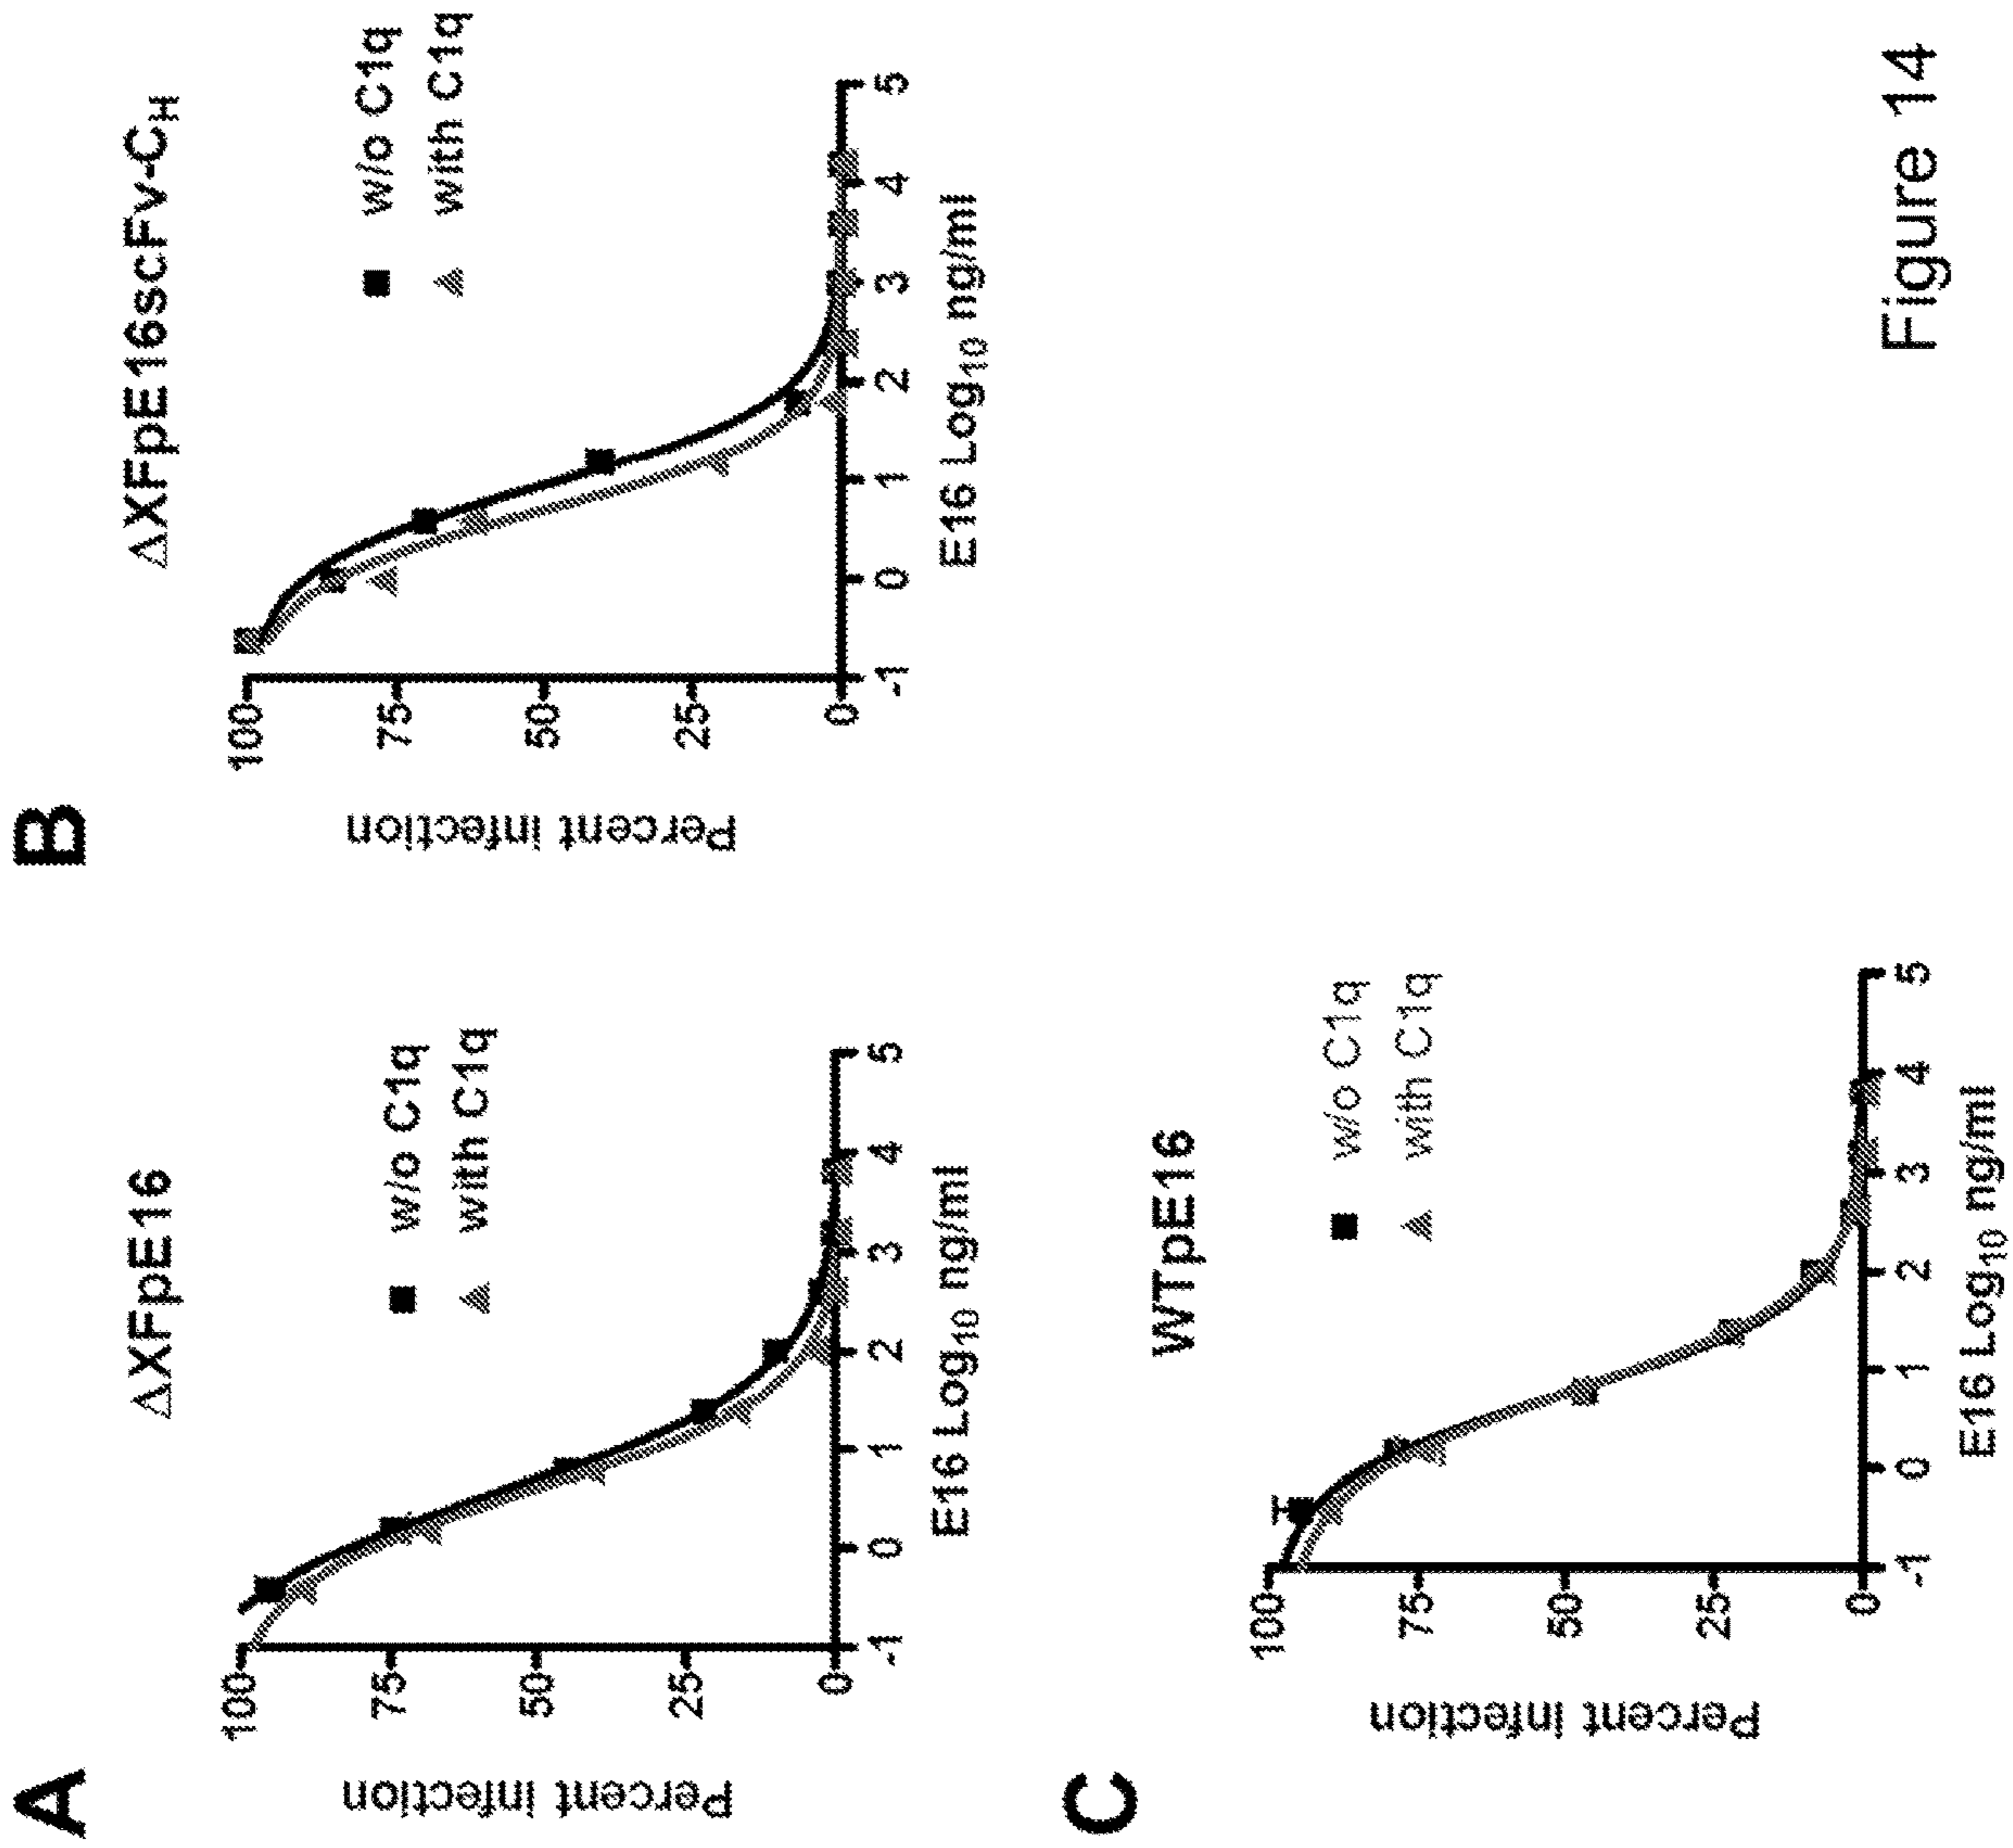 A
ΔXFpE16
w/o C1q
with C1q
Percent infection
100
75
50
25
0
-1 0 1 2 3 4 5
E16 Log10 ng/ml
B
ΔXFpE16scFv-CH
w/o C1q
with C1q
Percent infection
100
75
50
25
0
-1 0 1 2 3 4 5
E16 Log10 ng/ml
C
WTpE16
w/o C1q
with C1q
Percent infection
100
75
50
25
0
-1 0 1 2 3 4 5
E16 Log10 ng/ml
Figure 14